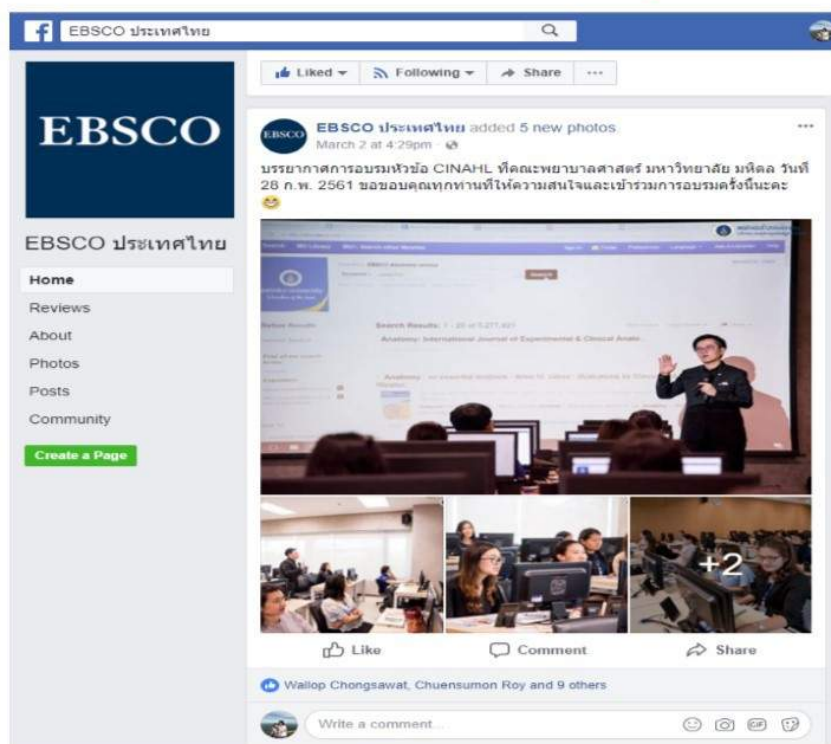 EBSCO ประเทศไทย
Liked
Following
Share
EBSCO
EBSCO
EBSCO ประเทศไทย added 5 new photos.
March 2 at 4:29pm
บรรยากาศการอบรมหัวข้อ CINAHL ที่คณะพยาบาลศาสตร์ มหาวิทยาลัย มหิดล วันที่
28 ก.พ. 2561 ขอขอบคุณทุกท่านที่ให้ความสนใจและเข้าร่วมการอบรมครั้งนี้นะคะ
EBSCO ประเทศไทย
Home
Reviews
About
Photos
Posts
Community
Create a Page
Search
Search Results: 1 - 20 of
Anatomy: International Journal of Experimental & Clinical Anato
+2
Like
Comment
Share
Wallop Chongsawat, Chuensumon Roy and 9 others
Write a comment...
GIF